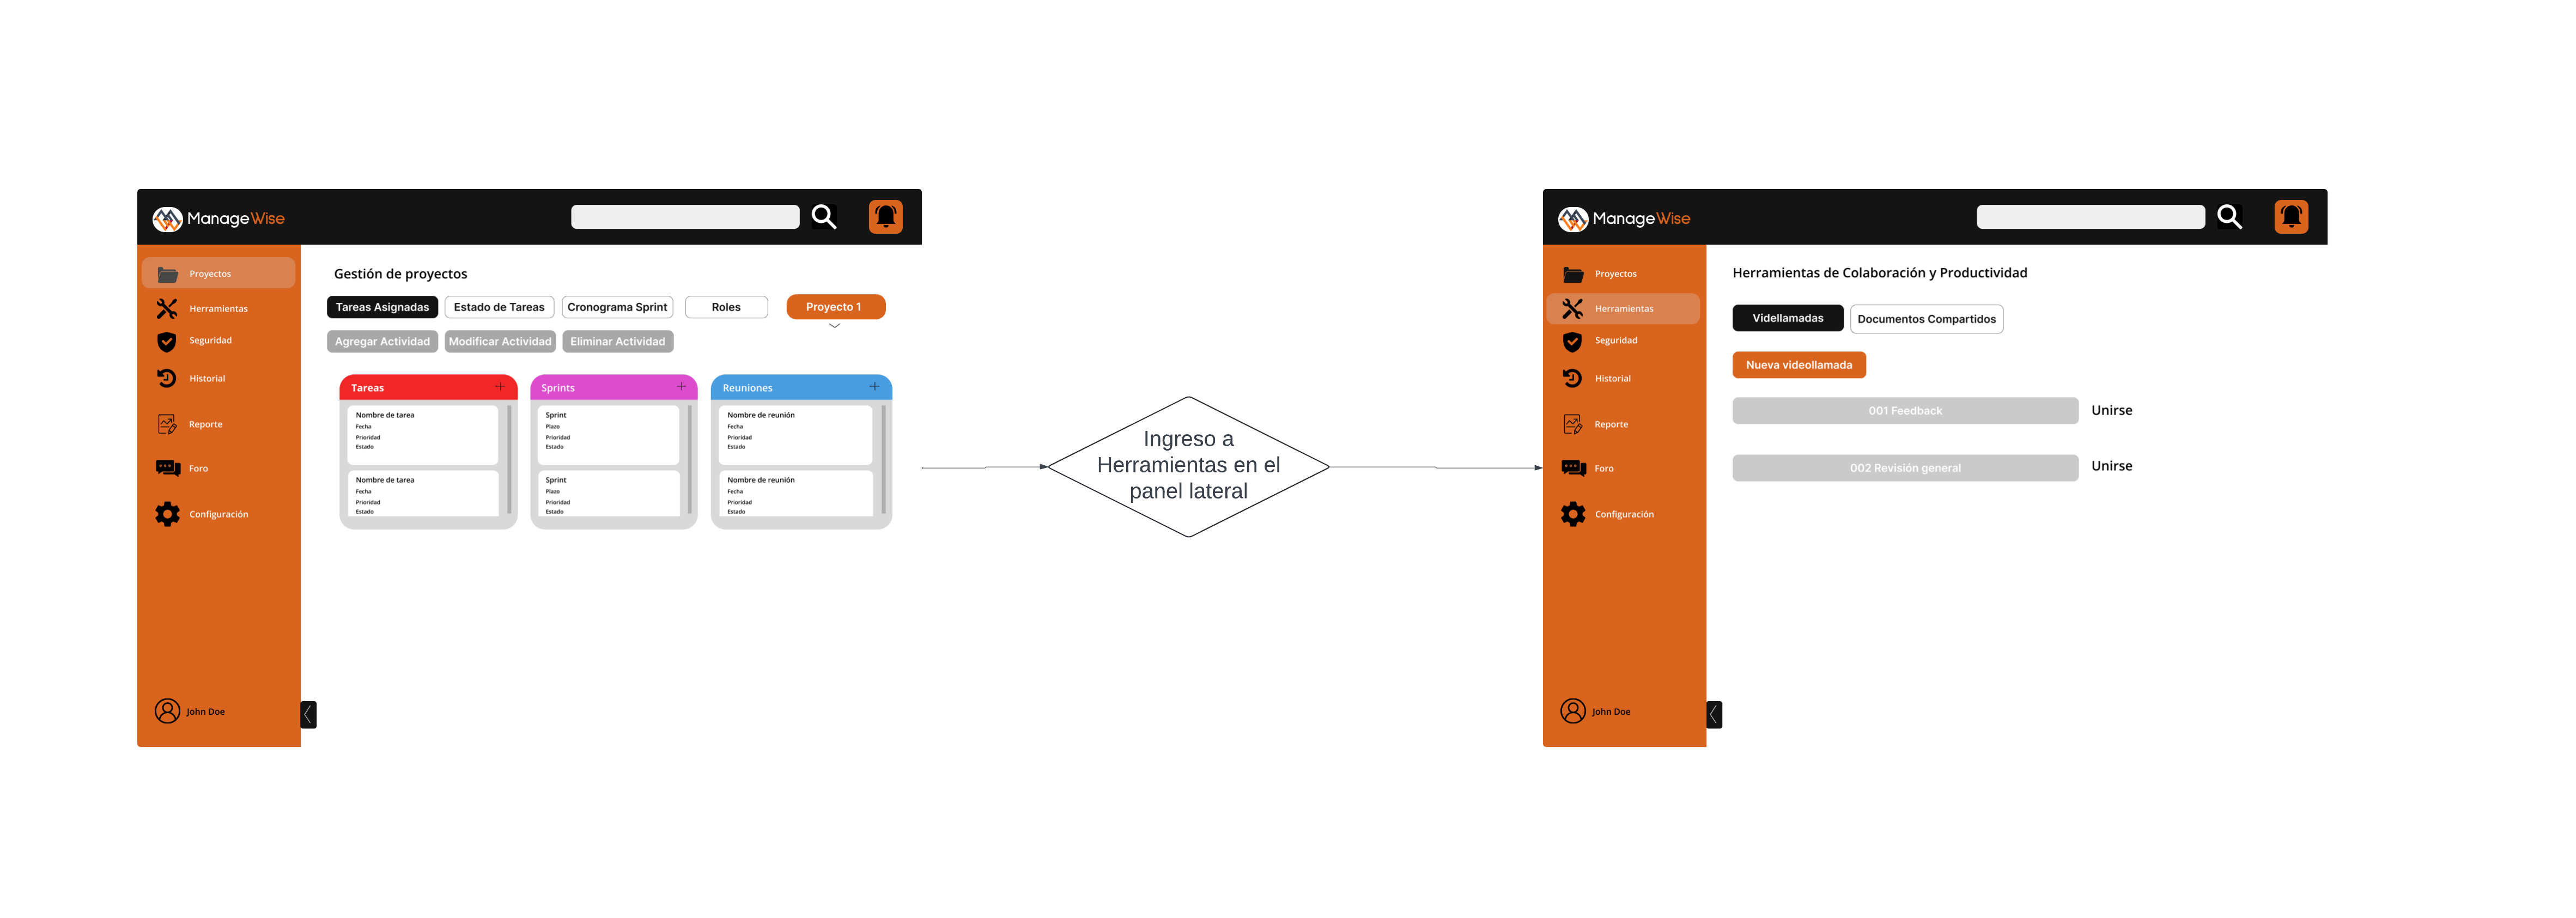 ManageWise
Proyectos
Herramientas
Seguridad
Historial
Reporte
Foro
Configuración
John Doe
Gestión de proyectos
Tareas Asignadas Estado de Tareas Cronograma Sprint Roles Proyecto 1
Agregar Actividad Modificar Actividad Eliminar Actividad
Tareas
Nombre de tarea
Fecha
Prioridad
Estado
Nombre de tarea
Fecha
Prioridad
Estado
Sprints
Sprint
Plazo
Prioridad
Estado
Sprint
Plazo
Prioridad
Estado
Reuniones
Nombre de reunión
Fecha
Prioridad
Estado
Nombre de reunión
Fecha
Prioridad
Estado
Ingreso a
Herramientas en el
panel lateral
ManageWise
Proyectos
Herramientas
Seguridad
Historial
Reporte
Foro
Configuración
John Doe
Herramientas de Colaboración y Productividad
Videllamadas Documentos Compartidos
Nueva videollamada
001 Feedback Unirse
002 Revisión general Unirse